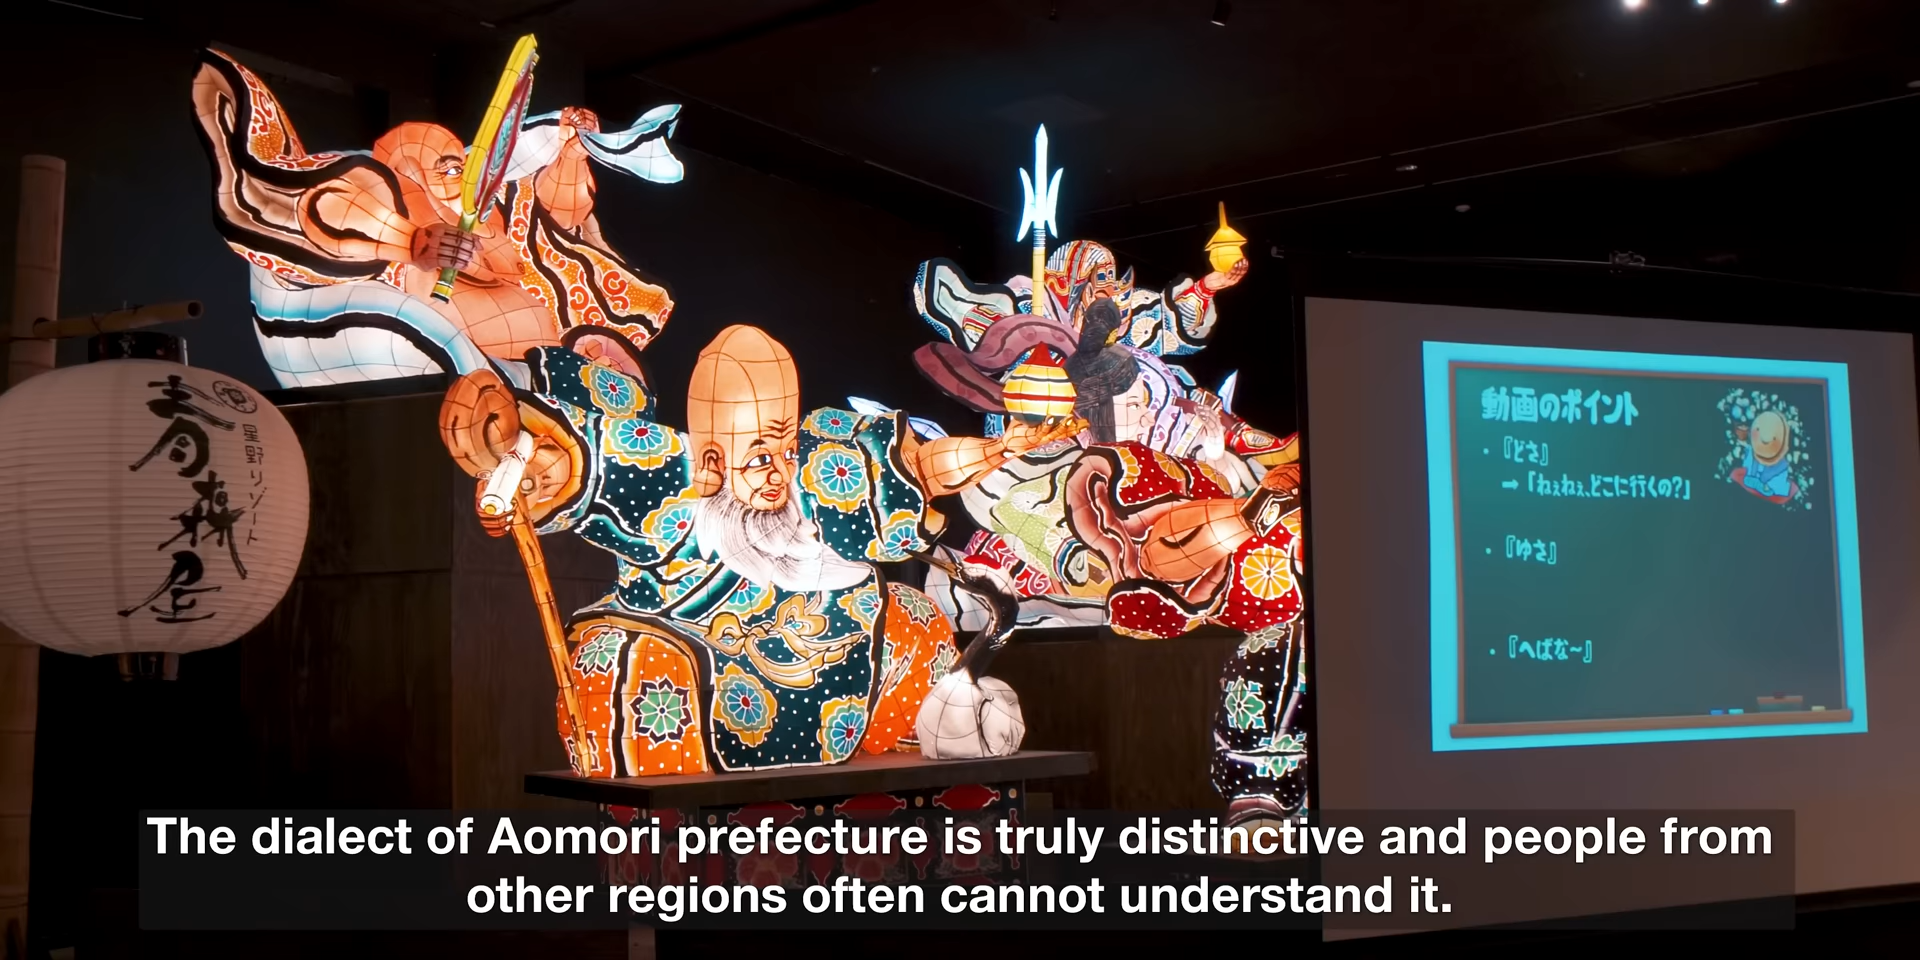 青森屋
星野リゾート
動画のポイント
・『どさ』
→「ねぇねぇ、どこに行くの?」
・『ゆさ』
・『へばな~』
The dialect of Aomori prefecture is truly distinctive and people from
other regions often cannot understand it.